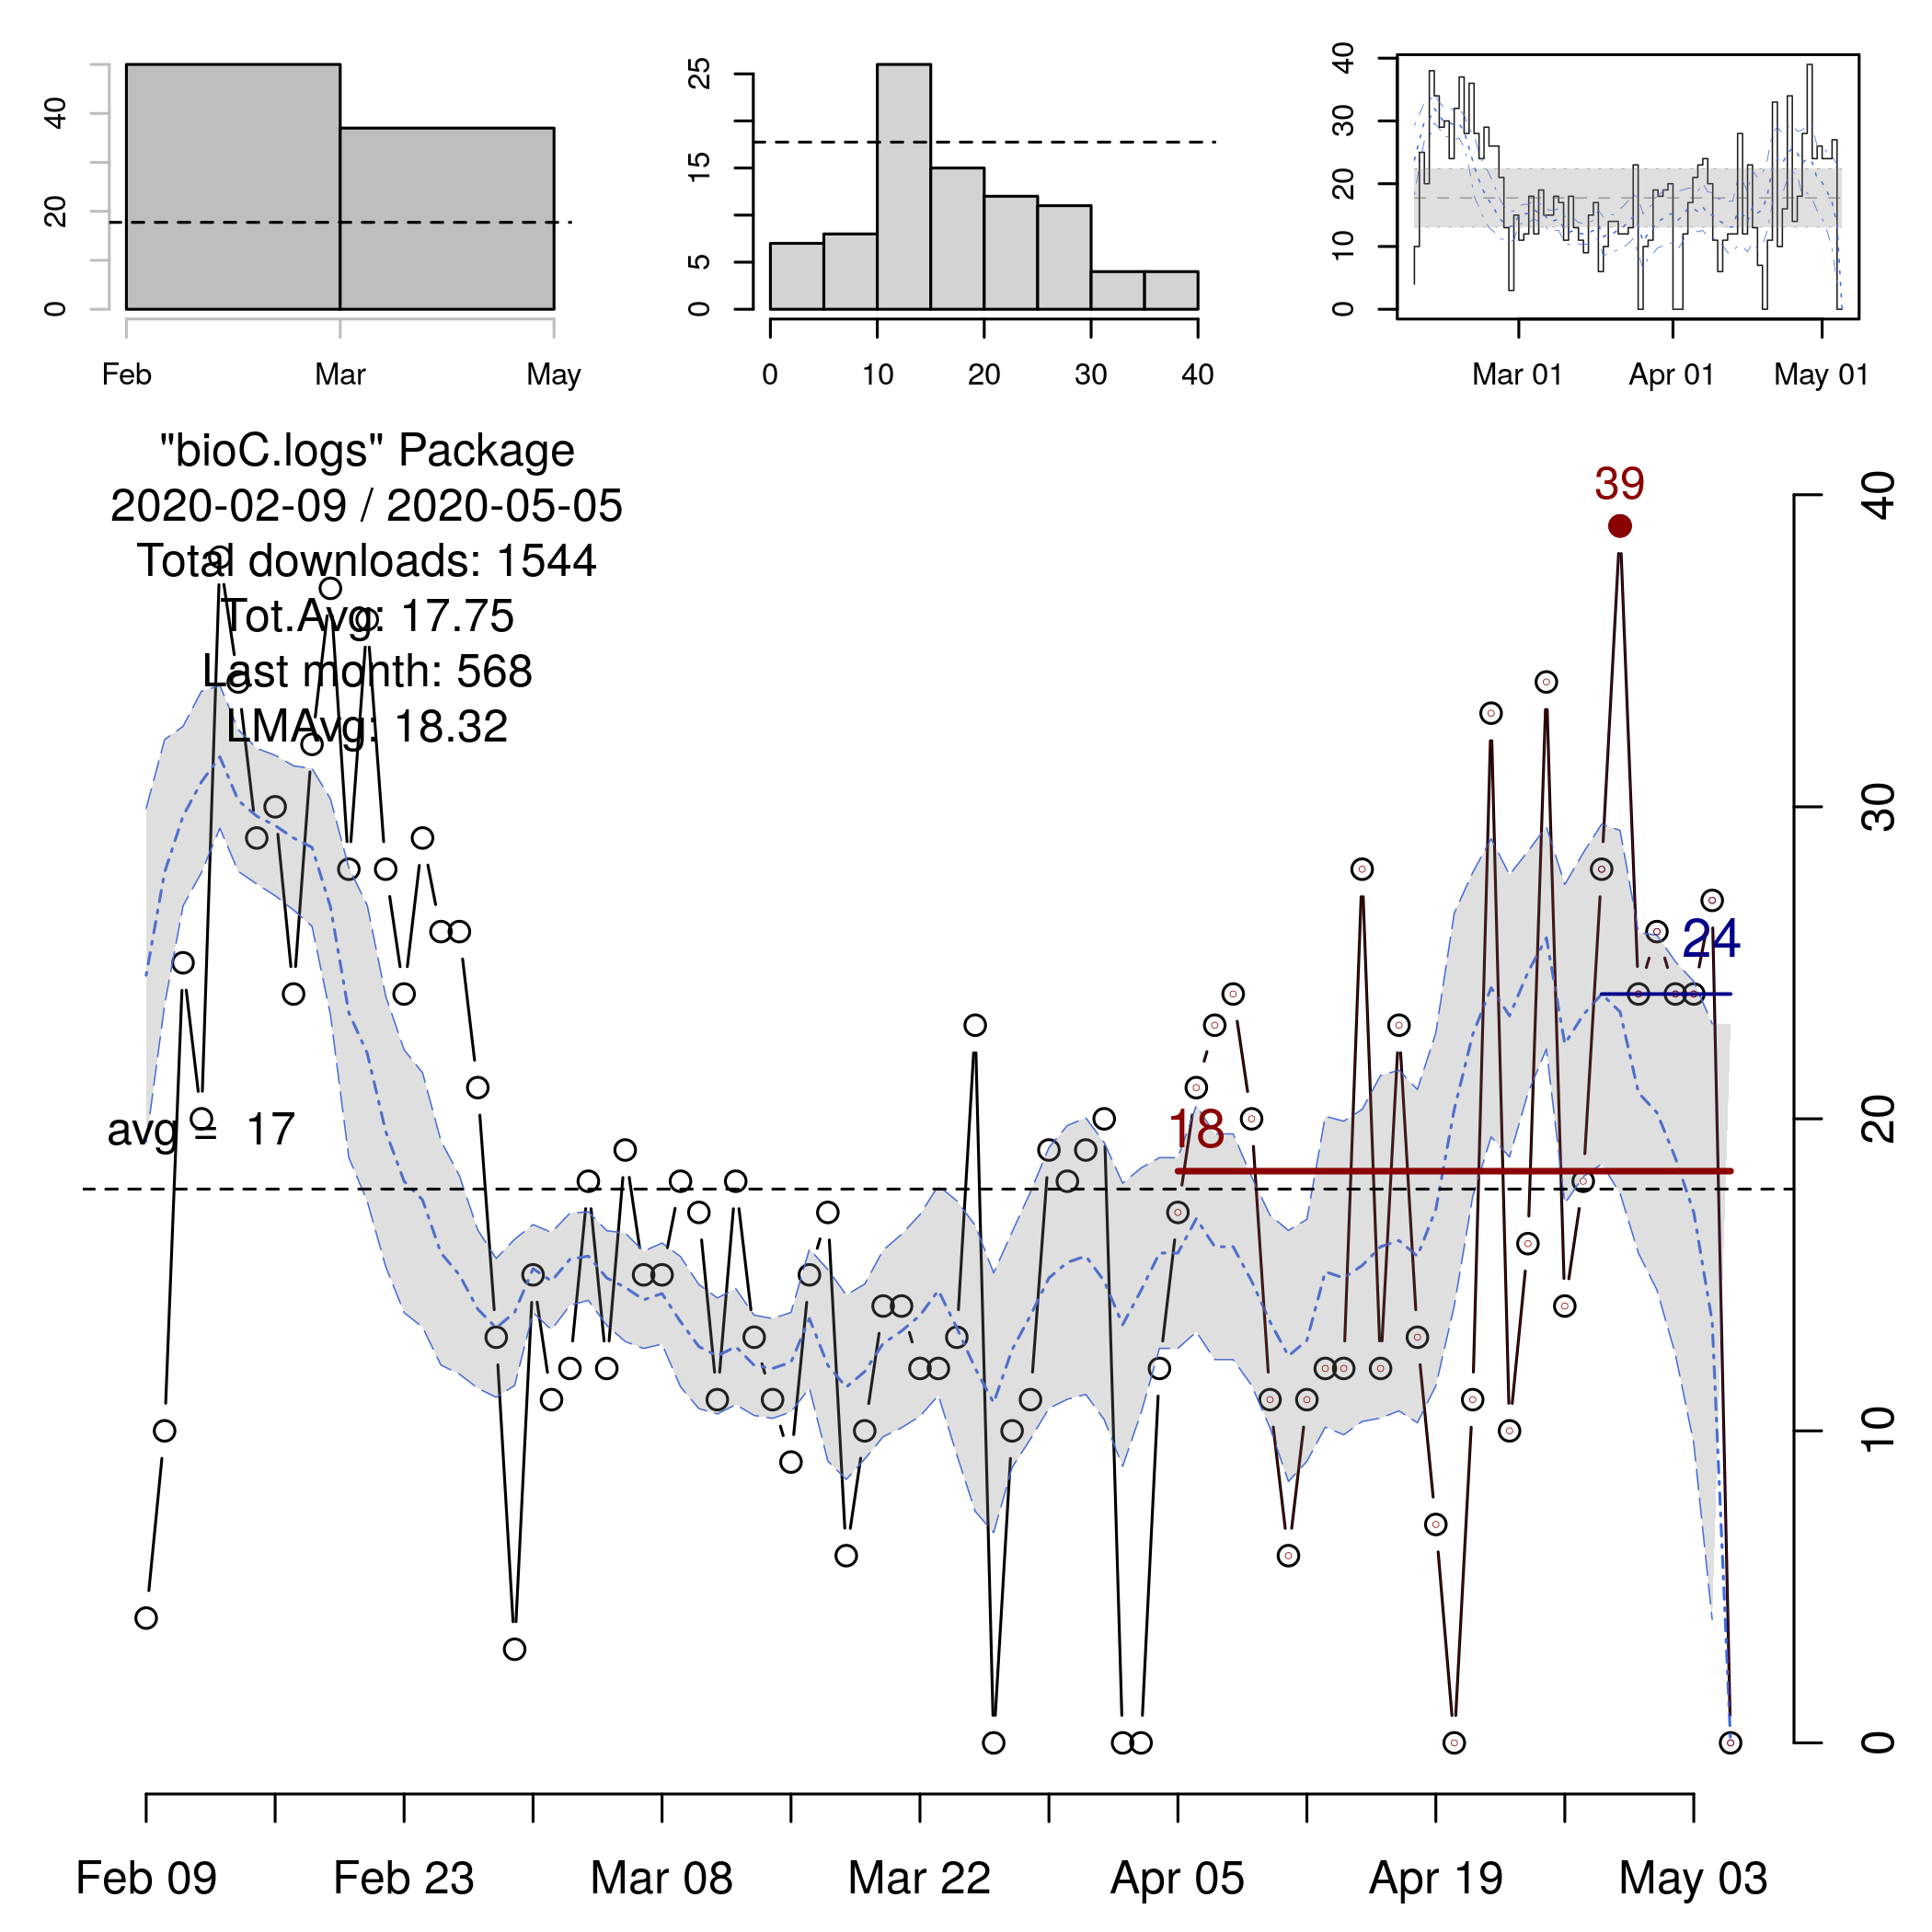 40
20
0
Feb Mar May
25
15
5
0
0 10 20 30 40
40
30
20
10
0
Mar 01 Apr 01 May 01
"bioC.logs" Package
2020-02-09 / 2020-05-05
Total downloads: 1544
Tot.Avg: 17.75
Last month: 568
LMAvg: 18.32
39
24
avg = 17
18
40
30
20
10
0
Feb 09 Feb 23 Mar 08 Mar 22 Apr 05 Apr 19 May 03